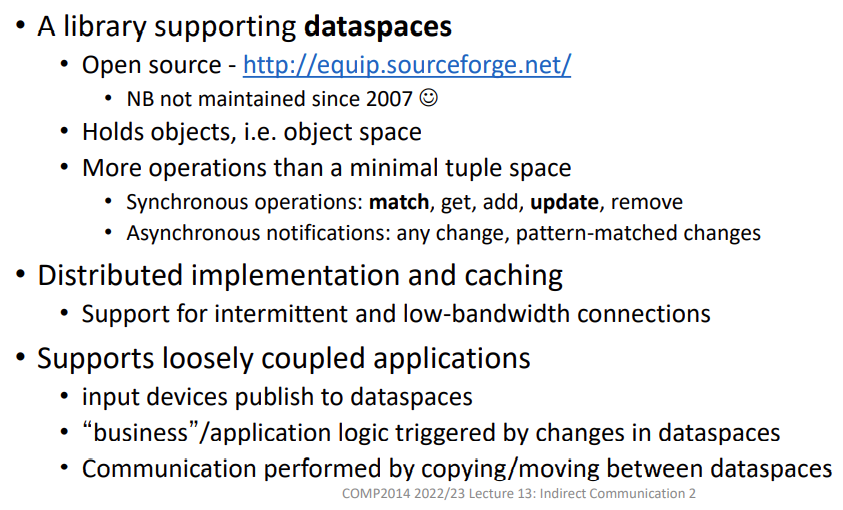 • A library supporting dataspaces
• Open source - http://equip.sourceforge.net/
• NB not maintained since 2007 ☺
• Holds objects, i.e. object space
• More operations than a minimal tuple space
• Synchronous operations: match, get, add, update, remove
• Asynchronous notifications: any change, pattern-matched changes
• Distributed implementation and caching
• Support for intermittent and low-bandwidth connections
• Supports loosely coupled applications
• input devices publish to dataspaces
• “business”/application logic triggered by changes in dataspaces
• Communication performed by copying/moving between dataspaces
COMP2014 2022/23 Lecture 13: Indirect Communication 2